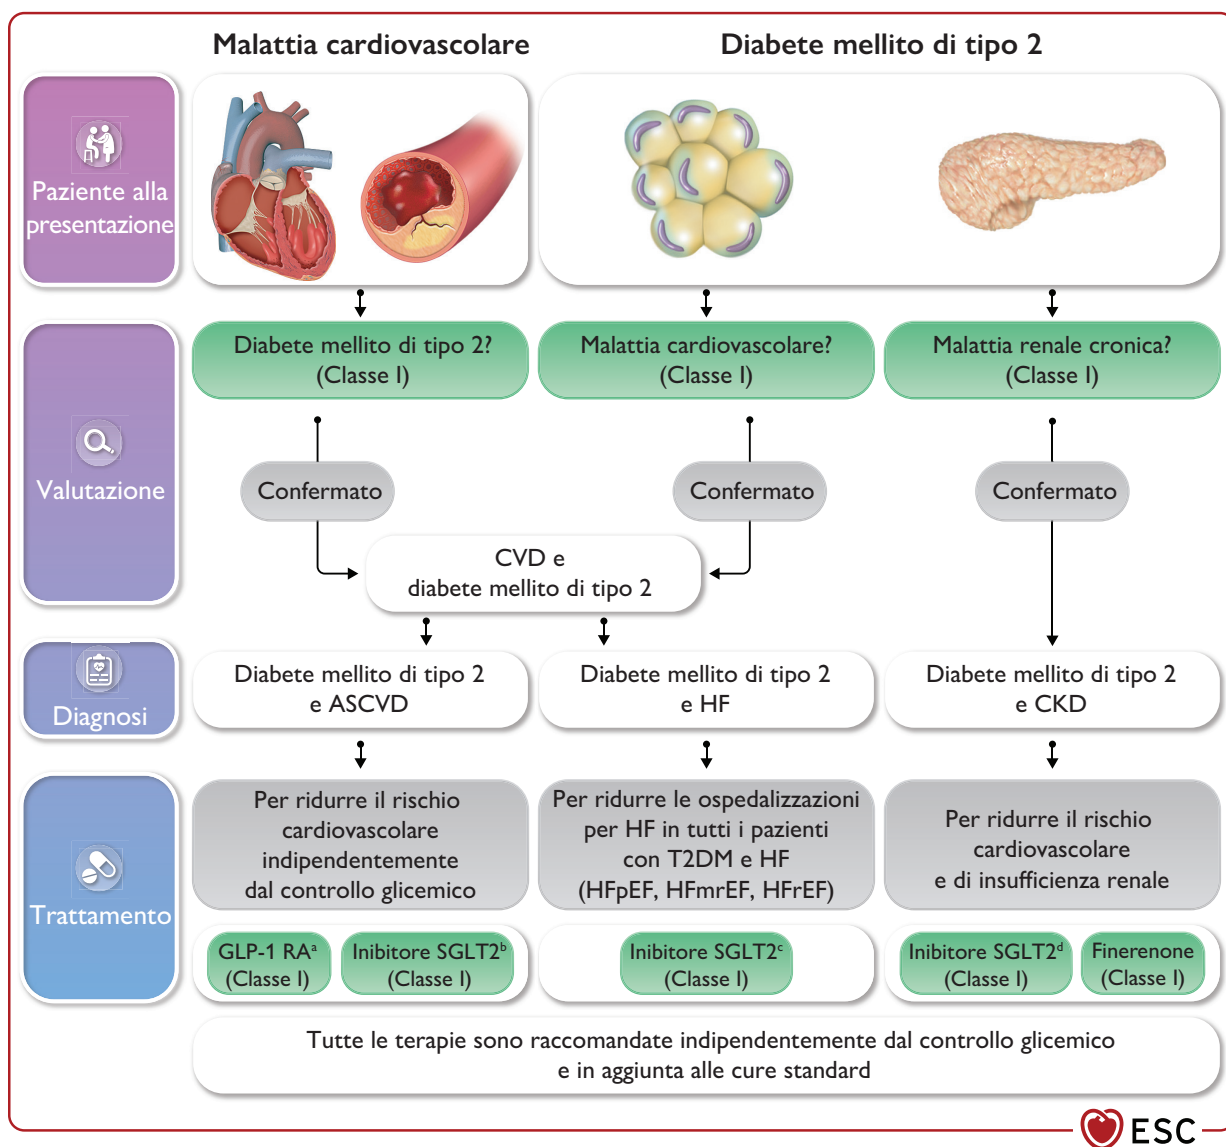 Malattia cardiovascolare
Diabete mellito di tipo 2
Paziente alla
presentazione
Diabete mellito di tipo 2?
(Classe I)
Malattia cardiovascolare?
(Classe I)
Malattia renale cronica?
(Classe I)
Valutazione
Confermato
Confermato
Confermato
CVD e
diabete mellito di tipo 2
Diagnosi
Diabete mellito di tipo 2
e ASCVD
Diabete mellito di tipo 2
e HF
Diabete mellito di tipo 2
e CKD
Trattamento
Per ridurre il rischio
cardiovascolare
indipendentemente
dal controllo glicemico
Per ridurre le ospedalizzazioni
per HF in tutti i pazienti
con T2DM e HF
(HFpEF, HFmrEF, HFrEF)
Per ridurre il rischio
cardiovascolare
e di insufficienza renale
GLP-1 RAᵃ
(Classe I)
Inibitore SGLT2ᵇ
(Classe I)
Inibitore SGLT2ᶜ
(Classe I)
Inibitore SGLT2ᵈ
(Classe I)
Finerenone
(Classe I)
Tutte le terapie sono raccomandate indipendentemente dal controllo glicemico
e in aggiunta alle cure standard
ESC